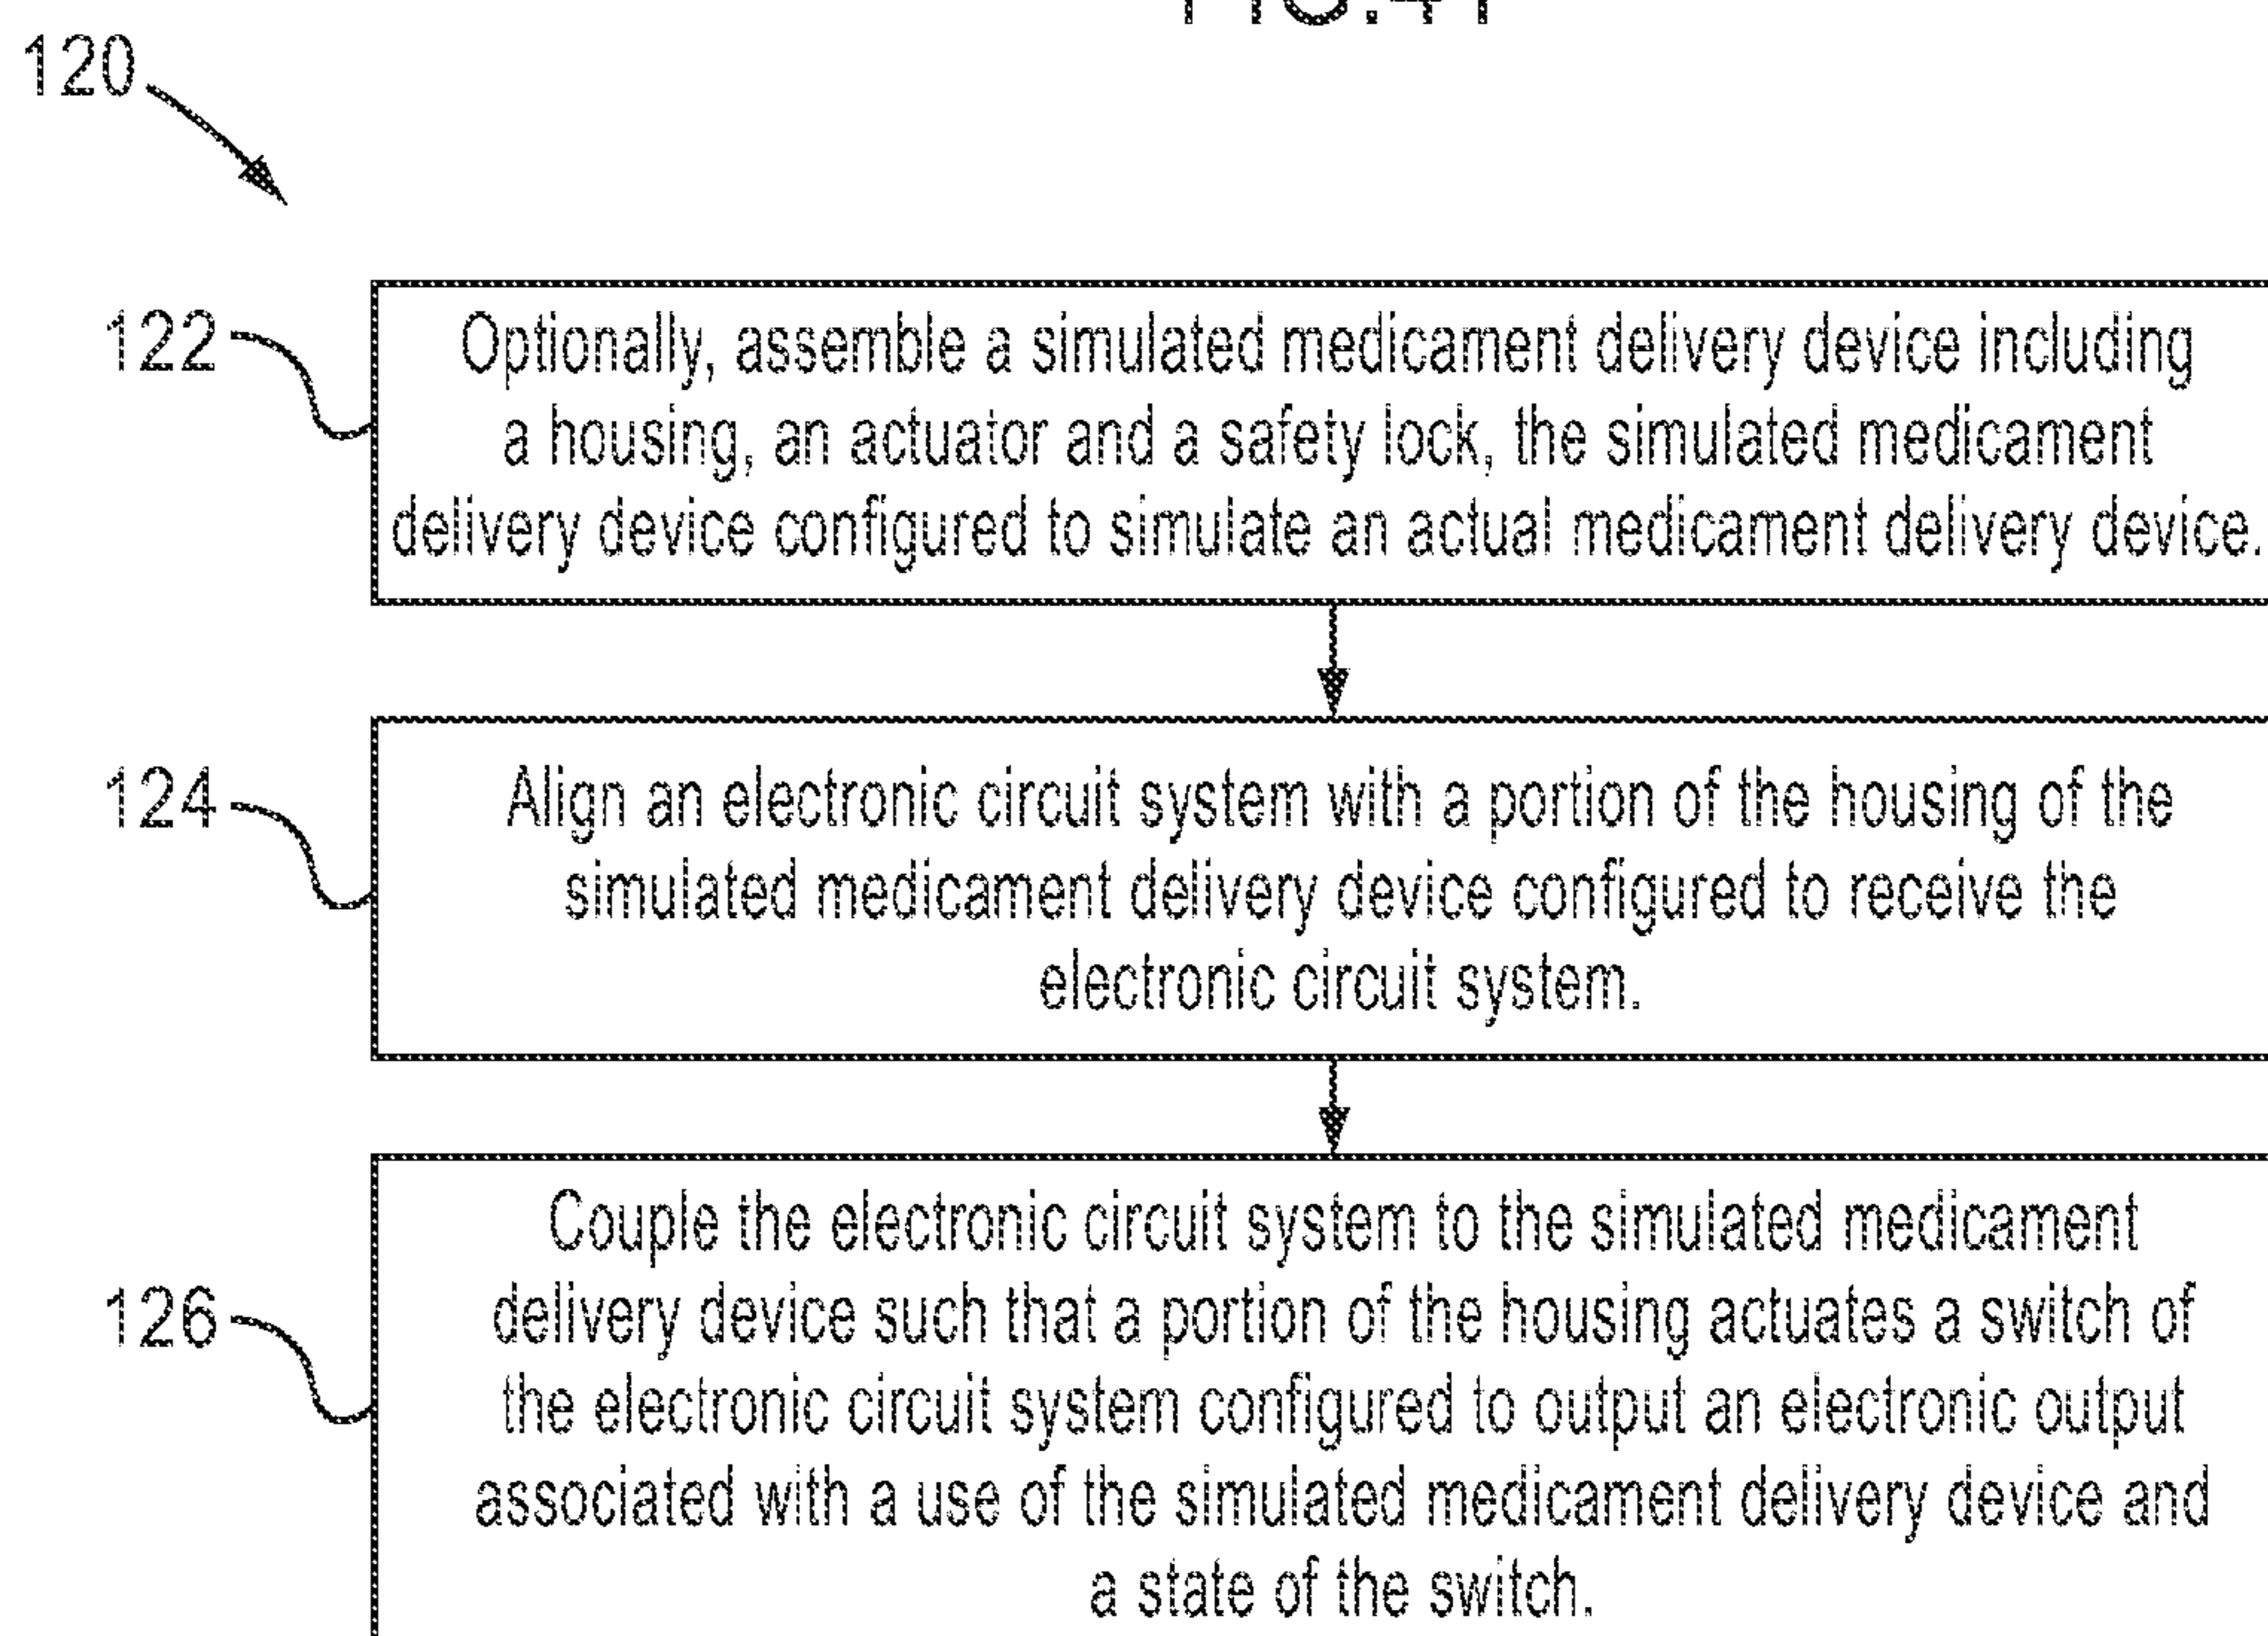 120
122
Optionally, assemble a simulated medicament delivery device including
a housing, an actuator and a safety lock, the simulated medicament
delivery device configured to simulate an actual medicament delivery device.
124
Align an electronic circuit system with a portion of the housing of the
simulated medicament delivery device configured to receive the
electronic circuit system.
126
Couple the electronic circuit system to the simulated medicament
delivery device such that a portion of the housing actuates a switch of
the electronic circuit system configured to output an electronic output
associated with a use of the simulated medicament delivery device and
a state of the switch.